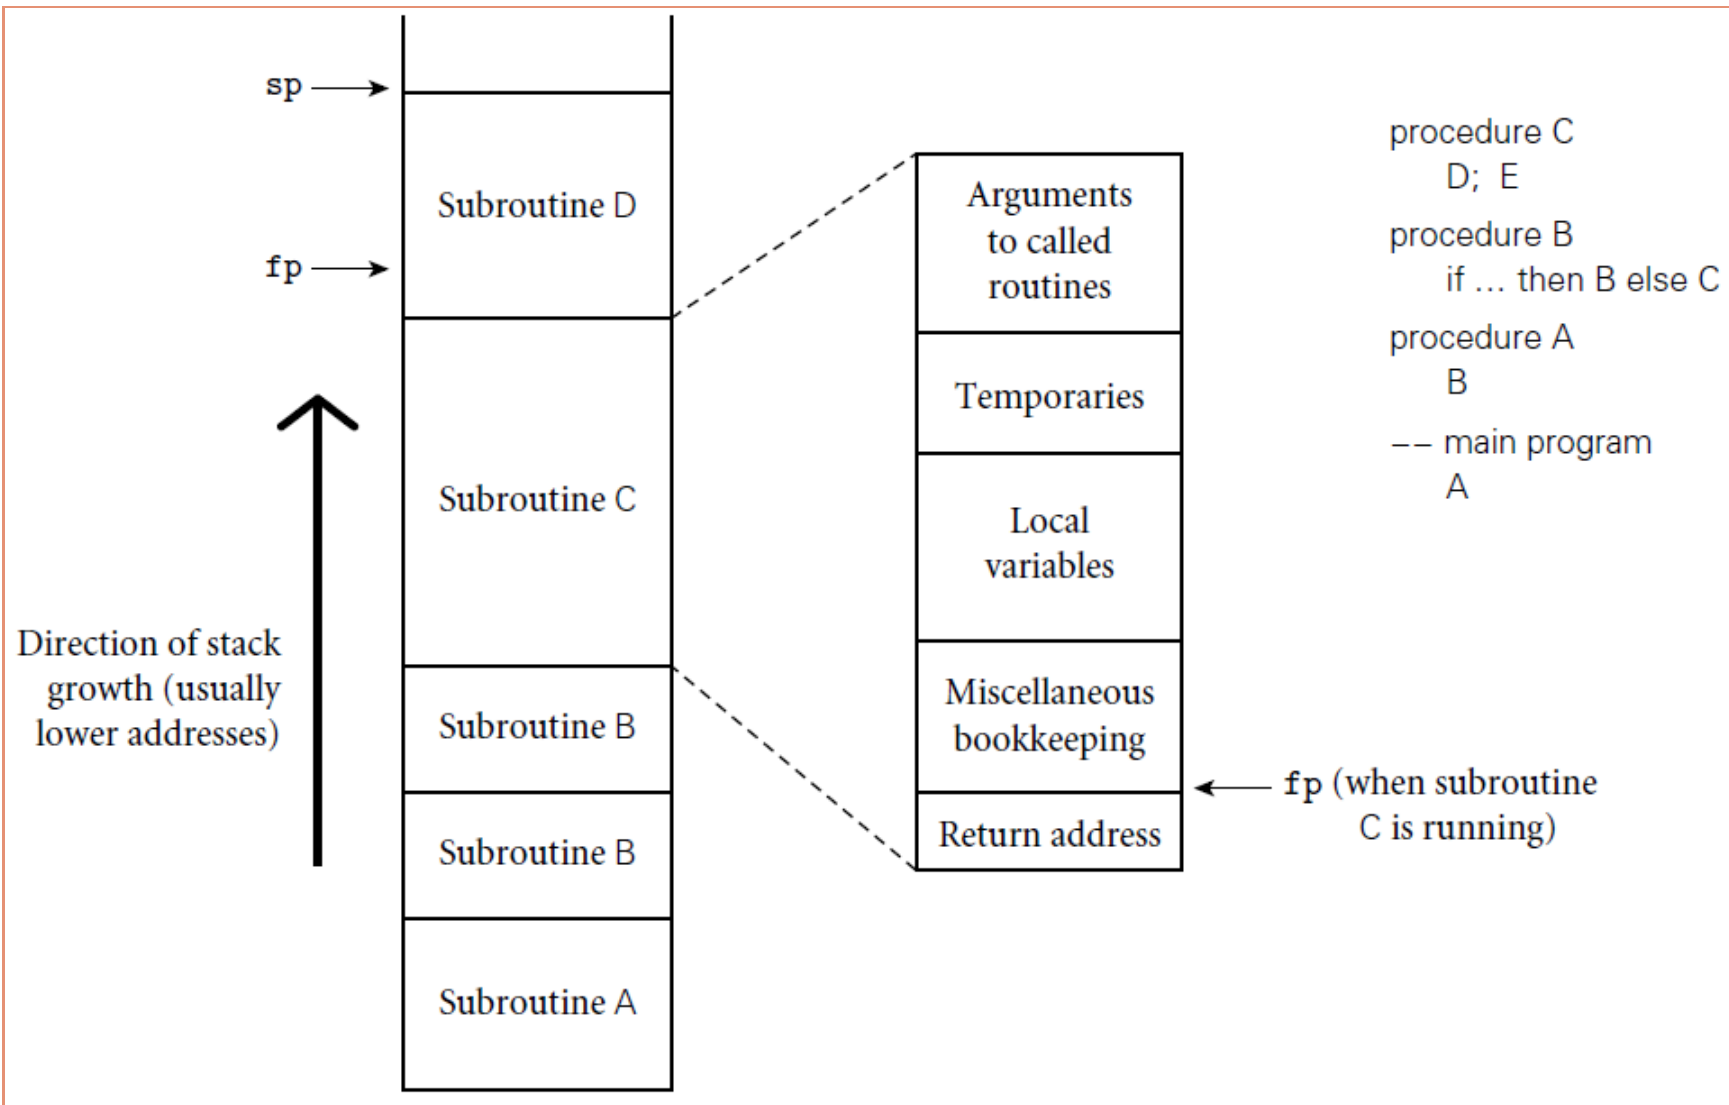 sp
Subroutine D
fp
Subroutine C
Direction of stack
growth (usually
lower addresses)
Subroutine B
Subroutine B
Subroutine A
Arguments
to called
routines
Temporaries
Local
variables
Miscellaneous
bookkeeping
Return address
fp (when subroutine
C is running)
procedure C
D; E
procedure B
if ... then B else C
procedure A
B
−− main program
A